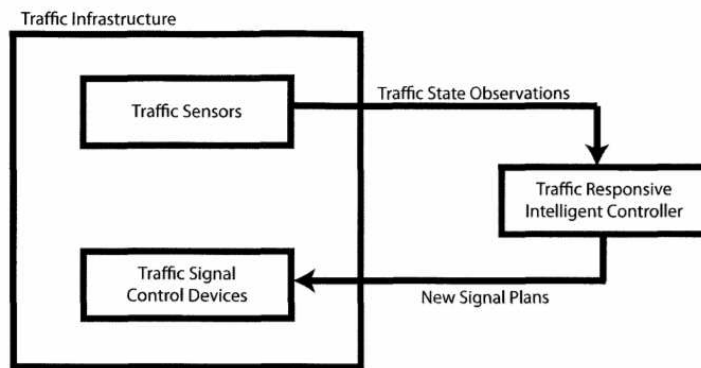 Traffic Infrastructure
Traffic Sensors
Traffic State Observations
Traffic Responsive
Intelligent Controller
Traffic Signal
Control Devices
New Signal Plans